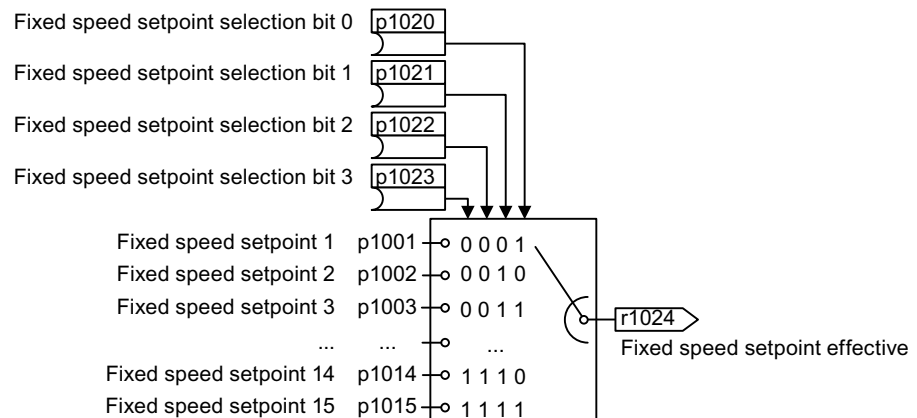 Fixed speed setpoint selection bit 0 p1020
Fixed speed setpoint selection bit 1 p1021
Fixed speed setpoint selection bit 2 p1022
Fixed speed setpoint selection bit 3 p1023
Fixed speed setpoint 1 p1001 0 0 0 1
Fixed speed setpoint 2 p1002 0 0 1 0
Fixed speed setpoint 3 p1003 0 0 1 1
r1024
... ... ...
Fixed speed setpoint effective
Fixed speed setpoint 14 p1014 1 1 1 0
Fixed speed setpoint 15 p1015 1 1 1 1